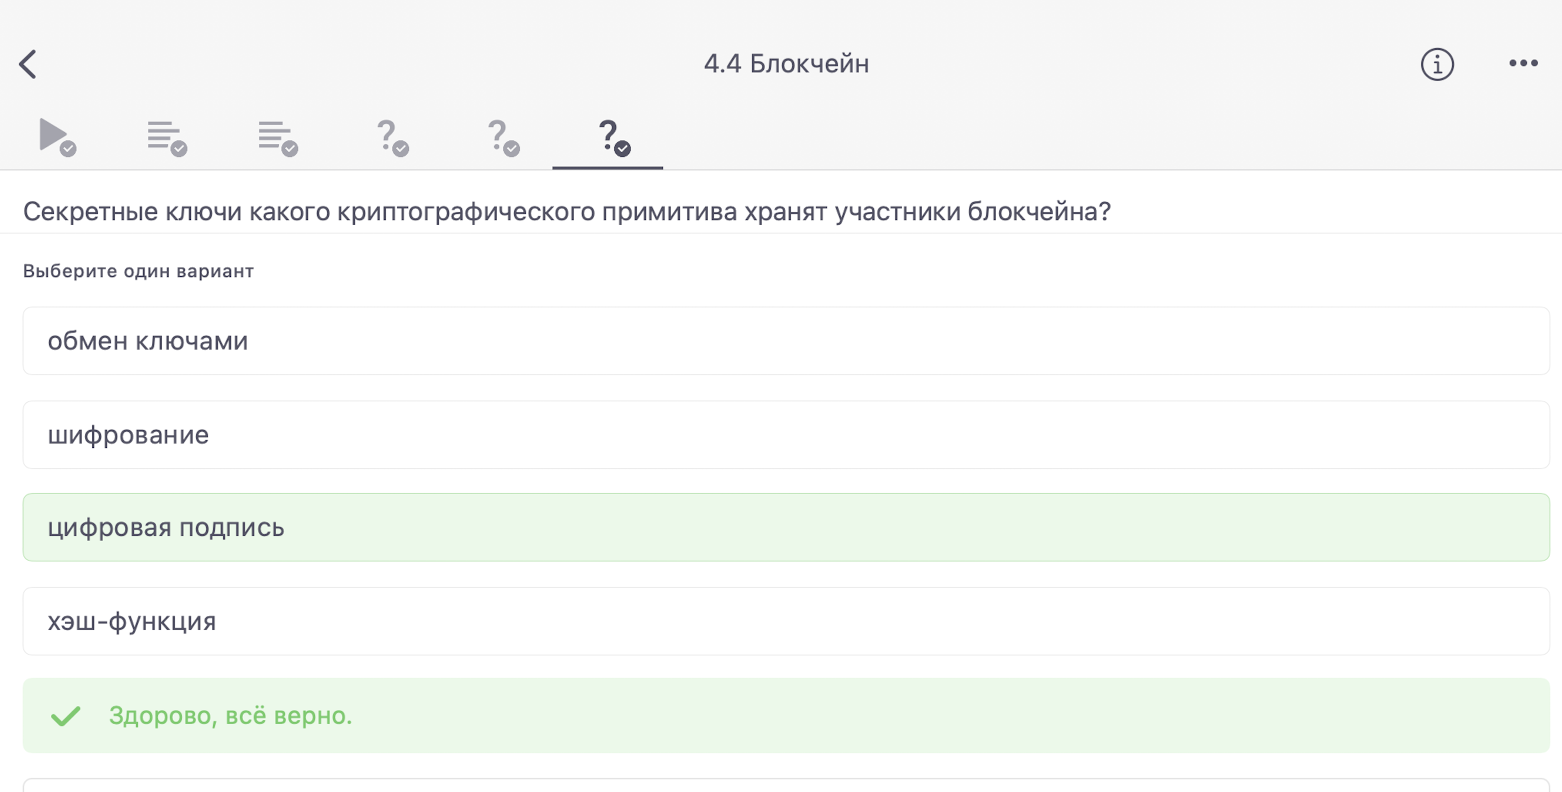 4.4 Блокчейн
Секретные ключи какого криптографического примитива хранят участники блокчейна?
Выберите один вариант
обмен ключами
шифрование
цифровая подпись
хэш-функция
Здорово, всё верно.